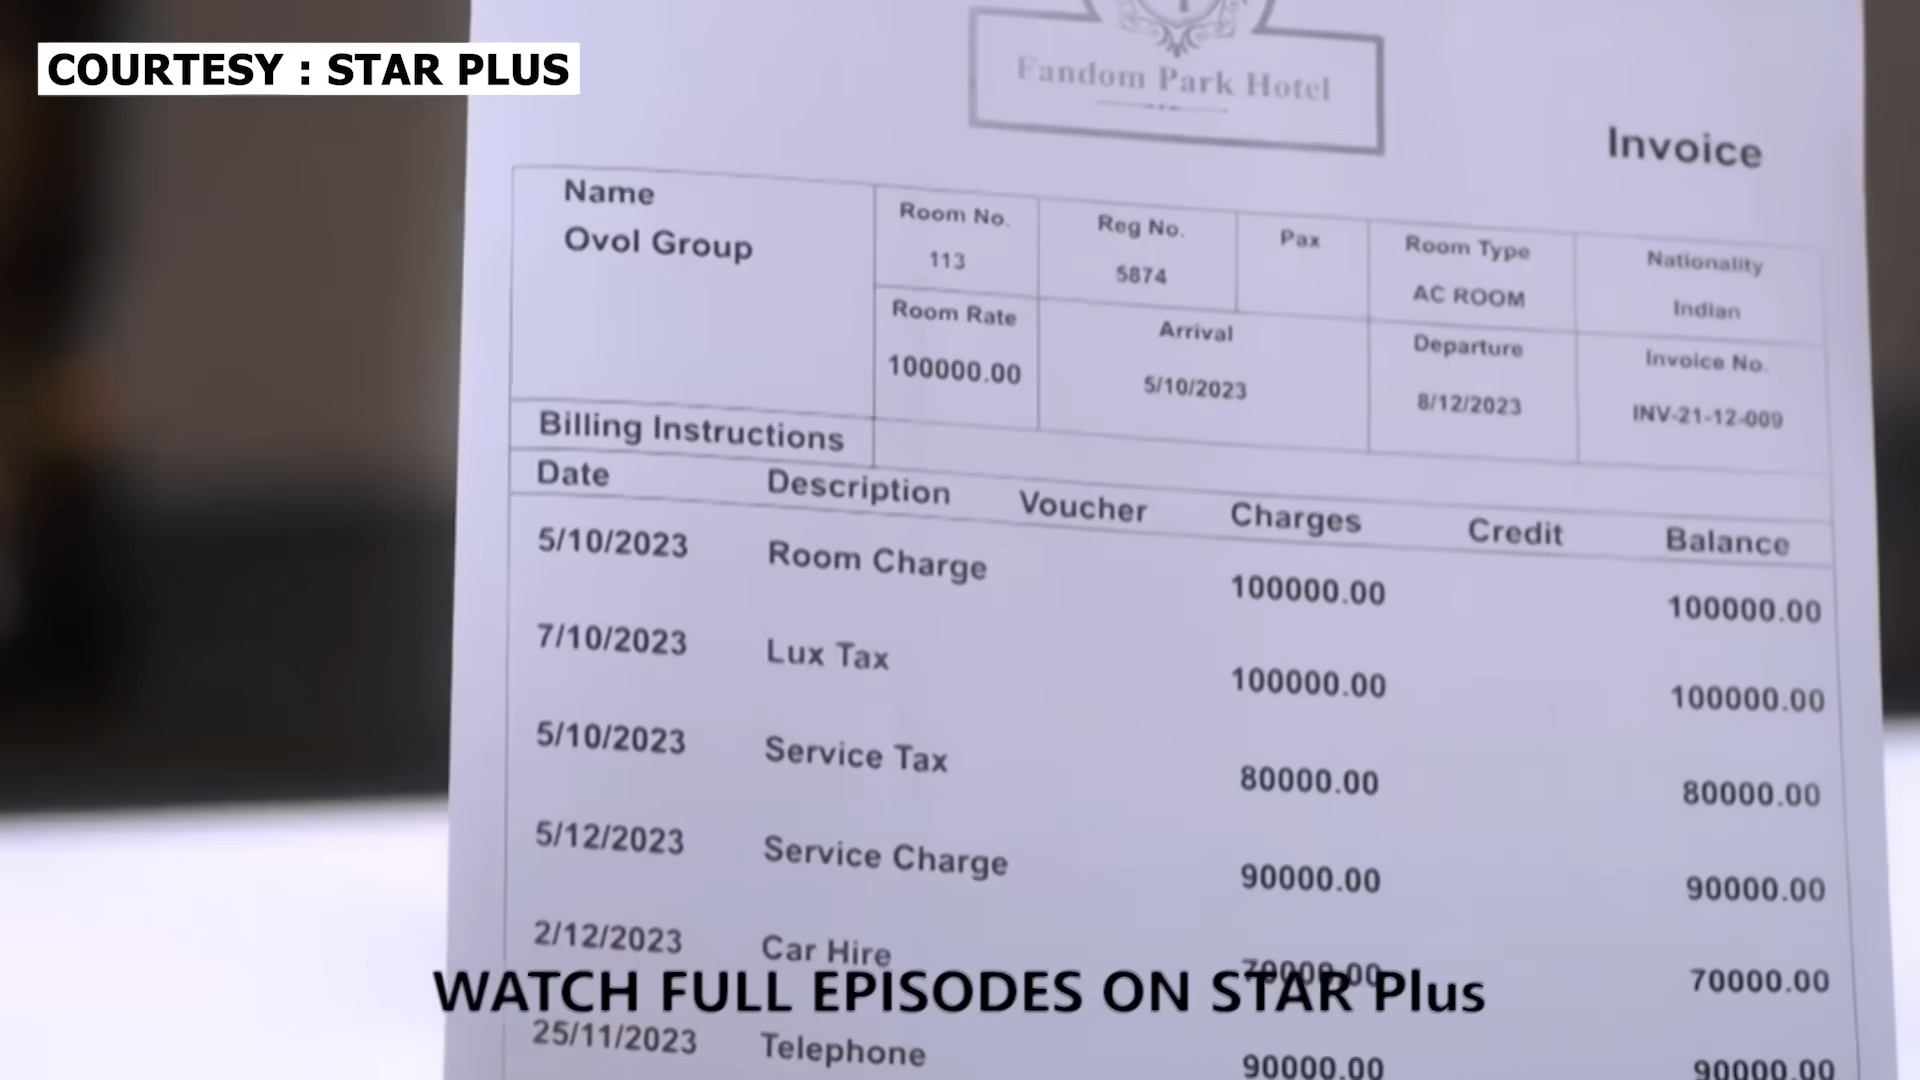 COURTESY : STAR PLUS
Fandom Park Hotel
Invoice
Name
Ovol Group
Room No.
113
Reg No.
5874
Pax
Room Type
AC ROOM
Nationality
Indian
Room Rate
100000.00
Arrival
5/10/2023
Departure
8/12/2023
Invoice No.
INV-21-12-009
Billing Instructions
Date Description Voucher Charges Credit Balance
5/10/2023 Room Charge 100000.00 100000.00
7/10/2023 Lux Tax 100000.00 100000.00
5/10/2023 Service Tax 80000.00 80000.00
5/12/2023 Service Charge 90000.00 90000.00
2/12/2023 Car Hire 70000.00 70000.00
WATCH FULL EPISODES ON STAR Plus
25/11/2023 Telephone 90000.00 90000.00